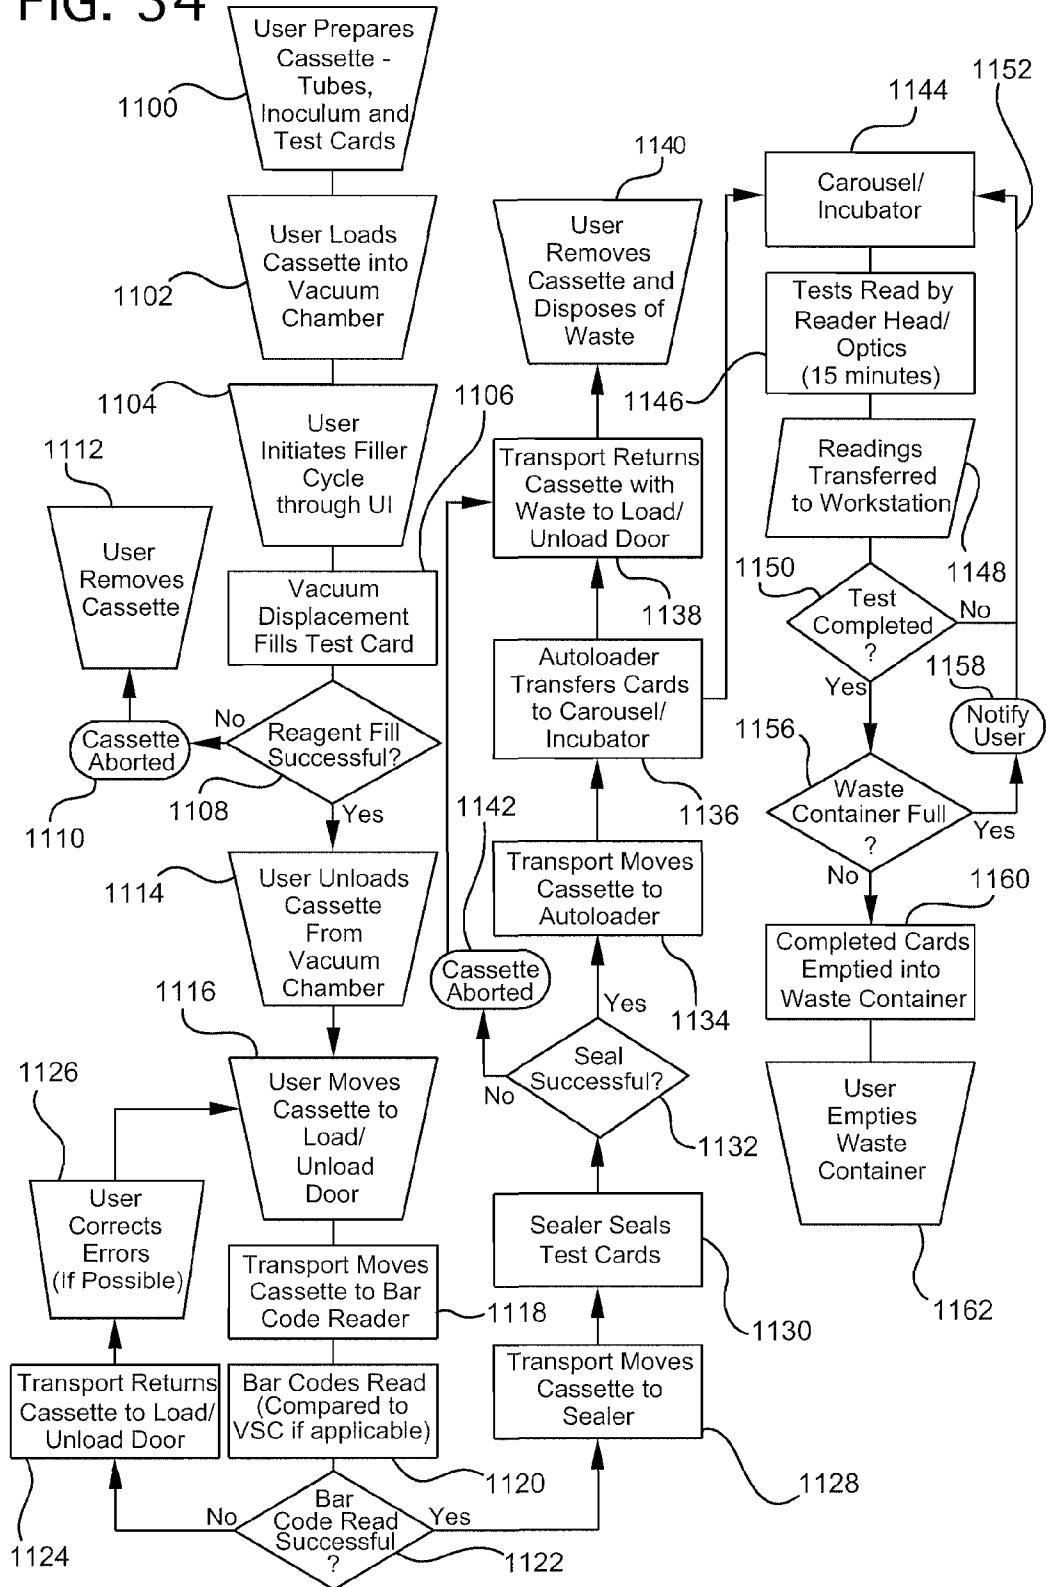 FIG. 34
User Prepares
Cassette -
Tubes,
Inoculum and
Test Cards
1100
User Loads
Cassette into
Vacuum
Chamber
1102
1104
User
Initiates Filler
Cycle
through UI
1106
Vacuum
Displacement
Fills Test Card
1112
User
Removes
Cassette
Cassette
Aborted
1110
No
Reagent Fill
Successful?
1108
Yes
1114
User Unloads
Cassette
From
Vacuum
Chamber
1116
User Moves
Cassette to
Load/
Unload
Door
1126
User
Corrects
Errors
(If Possible)
Transport Moves
Cassette to Bar
Code Reader
1118
Transport Returns
Cassette to Load/
Unload Door
1124
Bar Codes Read
(Compared to
VSC if applicable)
1120
No
Bar
Code Read
Successful
?
Yes
1122
1140
User
Removes
Cassette and
Disposes of
Waste
Transport Returns
Cassette with
Waste to Load/
Unload Door
1138
Autoloader
Transfers Cards
to Carousel/
Incubator
1136
1142
Transport Moves
Cassette to
Autoloader
1134
Cassette
Aborted
Yes
Seal
Successful?
No
1132
Sealer Seals
Test Cards
1130
Transport Moves
Cassette to
Sealer
1128
1144
1152
Carousel/
Incubator
Tests Read by
Reader Head/
Optics
(15 minutes)
1146
Readings
Transferred
to Workstation
1148
1150
Test
Completed
?
No
Yes
1158
Notify
User
1156
Waste
Container Full
?
Yes
No
1160
Completed Cards
Emptied into
Waste Container
User
Empties
Waste
Container
1162